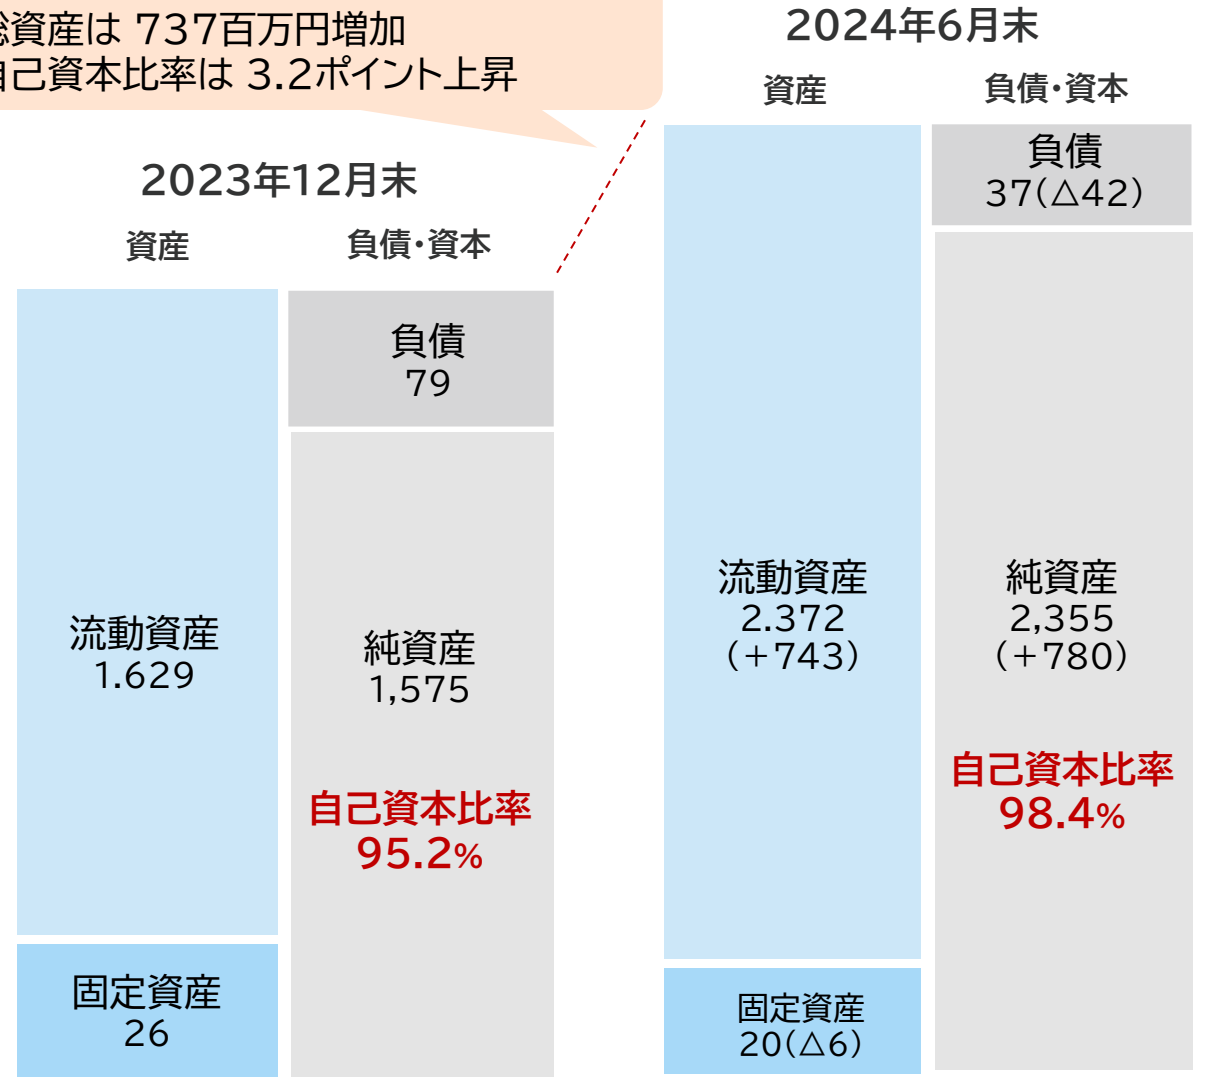 総資産は 737百万円増加
自己資本比率は 3.2ポイント上昇
2023年12月末
資産
負債・資本
負債
79
流動資産
1.629
純資産
1,575
自己資本比率
95.2%
固定資産
26
2024年6月末
資産
負債・資本
負債
37(△42)
流動資産
2.372
(+743)
純資産
2,355
(+780)
自己資本比率
98.4%
固定資産
20(△6)